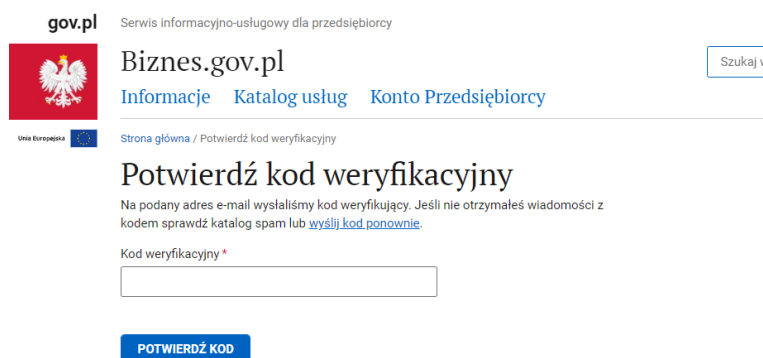 gov.pl
Serwis informacyjno-usługowy dla przedsiębiorcy
Biznes.gov.pl
Szukaj
Informacje Katalog usług Konto Przedsiębiorcy
Unia Europejska
Strona główna / Potwierdź kod weryfikacyjny
Potwierdź kod weryfikacyjny
Na podany adres e-mail wysłaliśmy kod weryfikujący. Jeśli nie otrzymałeś wiadomości z
kodem sprawdź katalog spam lub wyślij kod ponownie.
Kod weryfikacyjny *
POTWIERDŹ KOD